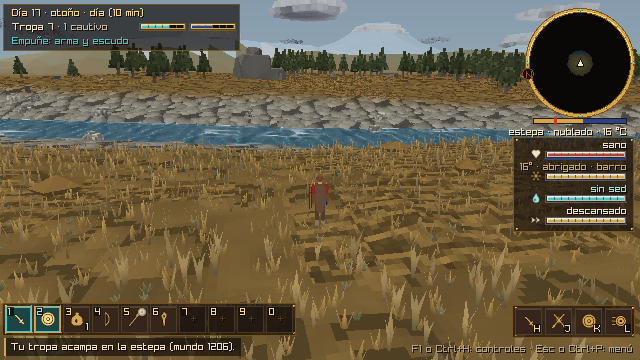 Día 17 · otoño · día (10 min)
Tropa 7 · 1 cautivo
Empuñe: arma y escudo
N
estepa · nublado · 16 °C
sano
16° · abrigado · barro
sin sed
descansado
1 2 3 1 4 5 6 7 8 9 0
H J K L
Tu tropa acampa en la estepa (mundo 1206).
F1 o Ctrl+H: controles · Esc o Ctrl+P: menú